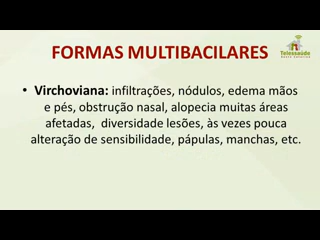 Telessaúde
FORMAS MULTIBACILARES
• Virchoviana: infiltrações, nódulos, edema mãos
e pés, obstrução nasal, alopecia muitas áreas
afetadas, diversidade lesões, às vezes pouca
alteração de sensibilidade, pápulas, manchas, etc.